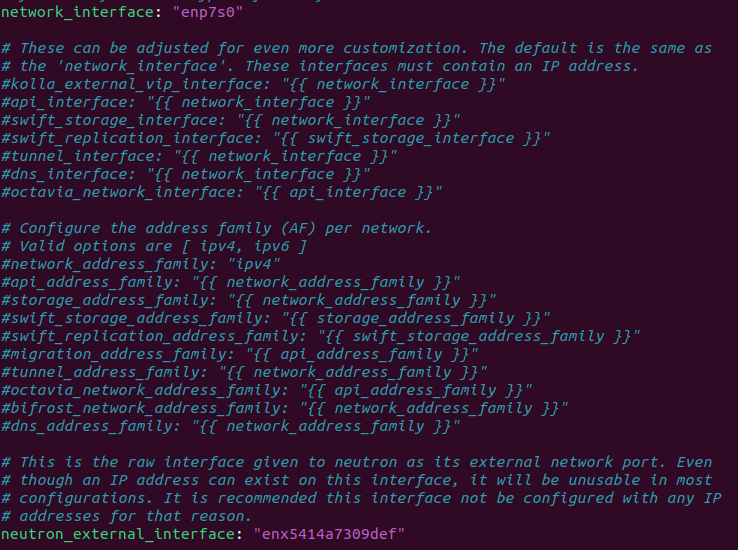 network_interface: "enp7s0"
# These can be adjusted for even more customization. The default is the same as
# the 'network_interface'. These interfaces must contain an IP address.
#kolla_external_vip_interface: "{{ network_interface }}"
#api_interface: "{{ network_interface }}"
#swift_storage_interface: "{{ network_interface }}"
#swift_replication_interface: "{{ swift_storage_interface }}"
#tunnel_interface: "{{ network_interface }}"
#dns_interface: "{{ network_interface }}"
#octavia_network_interface: "{{ api_interface }}"
# Configure the address family (AF) per network.
# Valid options are [ ipv4, ipv6 ]
#network_address_family: "ipv4"
#api_address_family: "{{ network_address_family }}"
#storage_address_family: "{{ network_address_family }}"
#swift_storage_address_family: "{{ storage_address_family }}"
#swift_replication_address_family: "{{ swift_storage_address_family }}"
#migration_address_family: "{{ api_address_family }}"
#tunnel_address_family: "{{ network_address_family }}"
#octavia_network_address_family: "{{ api_address_family }}"
#bifrost_network_address_family: "{{ network_address_family }}"
#dns_address_family: "{{ network_address_family }}"
# This is the raw interface given to neutron as its external network port. Even
# though an IP address can exist on this interface, it will be unusable in most
# configurations. It is recommended this interface not be configured with any IP
# addresses for that reason.
neutron_external_interface: "enx5414a7309def"